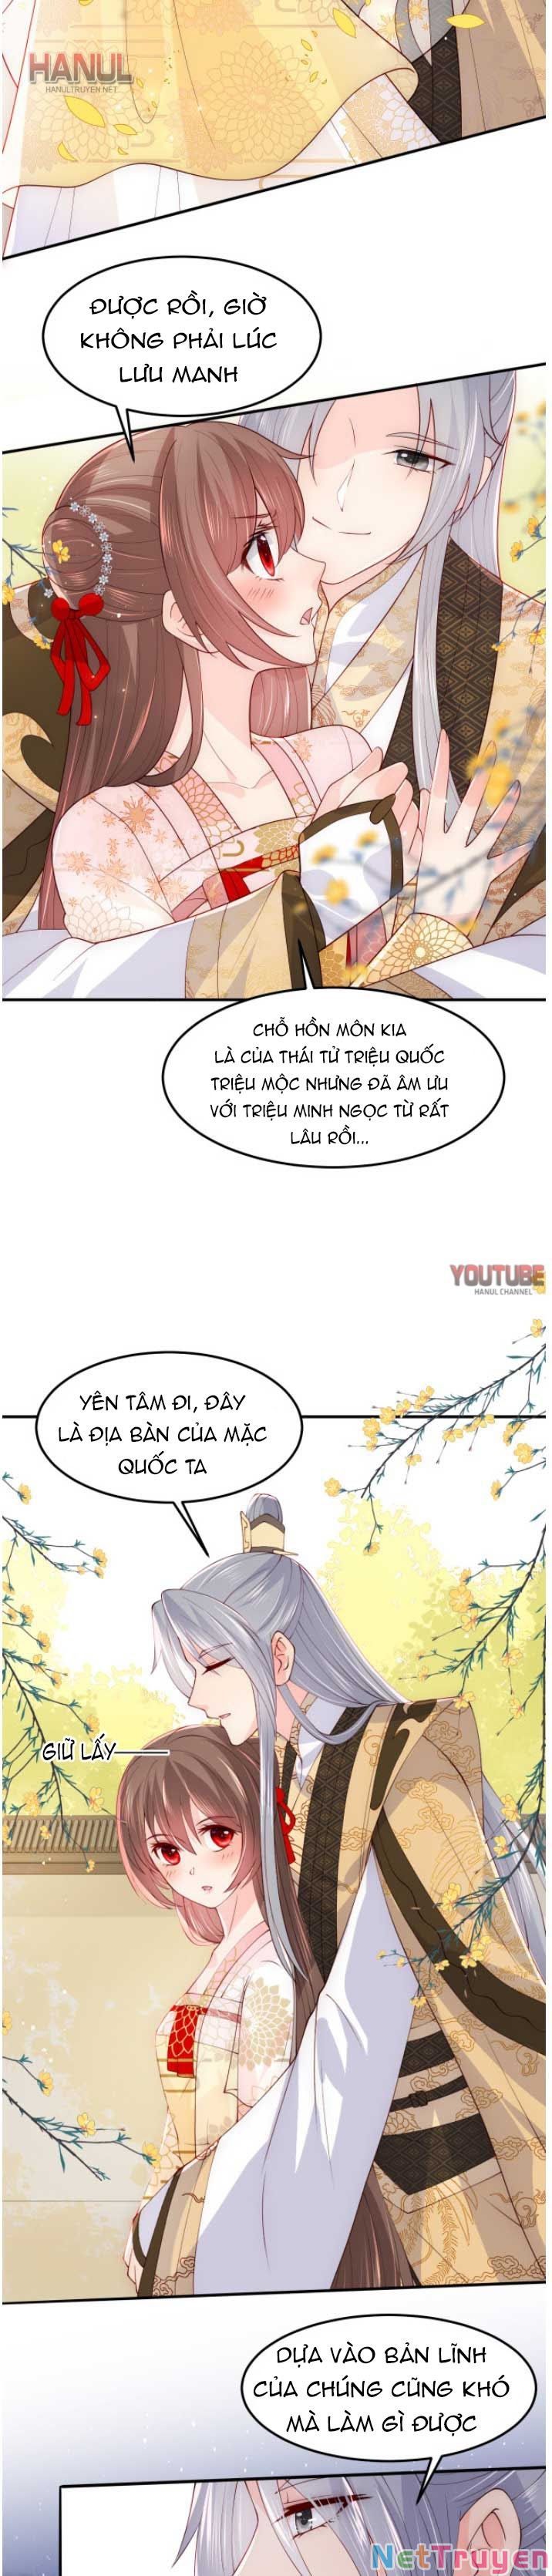 HANUL
HANULTRUYEN.NET
ĐƯỢC RỒI, GIỜ
KHÔNG PHẢI LÚC
LƯU MANH
CHỖ HỒN MÔN KIA
LÀ CỦA THÁI TỬ TRIỆU QUỐC
TRIỆU MỘC NHƯNG ĐÃ ÂM ƯU
VỚI TRIỆU MINH NGỌC TỪ RẤT
LÂU RỒI...
YOUTUBE
HANUL CHANNEL
YÊN TÂM ĐI, ĐÂY
LÀ ĐỊA BÀN CỦA MẶC
QUỐC TA
GIỮ LẤY
DỰA VÀO BẢN LĨNH
CỦA CHÚNG CŨNG KHÓ
MÀ LÀM GÌ ĐƯỢC
NetTruyen